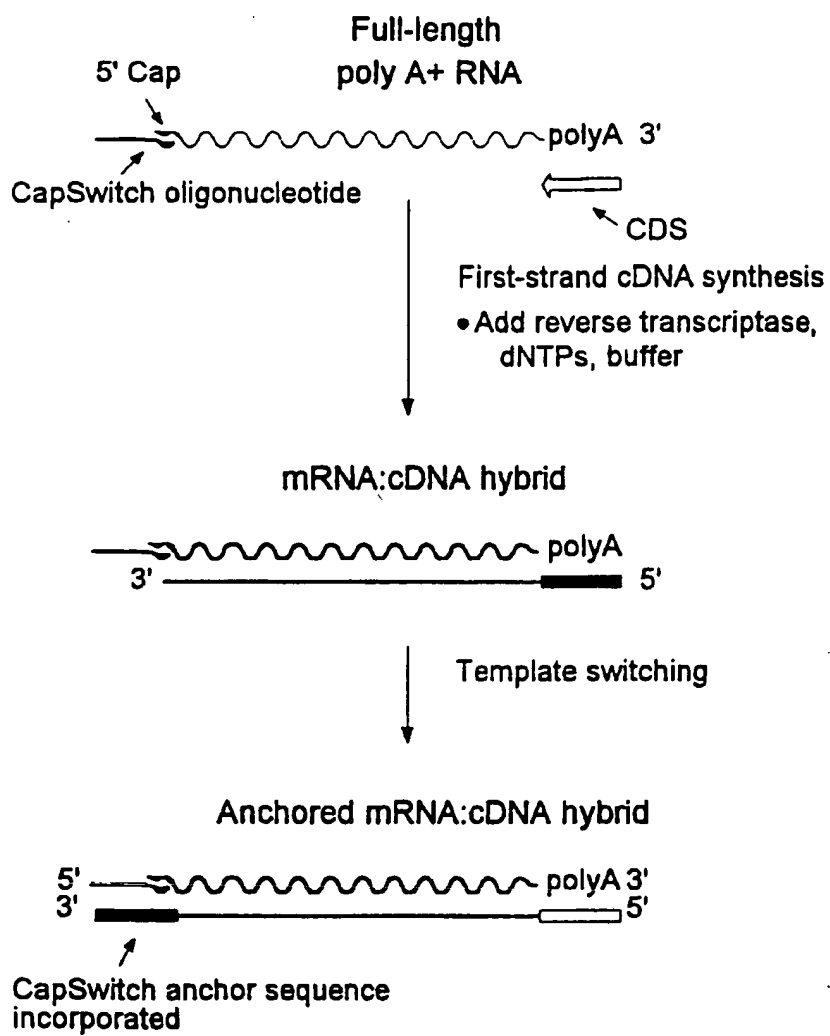 Full-length
poly A+ RNA
5' Cap
polyA 3'
CapSwitch oligonucleotide
CDS
First-strand cDNA synthesis
• Add reverse transcriptase,
dNTPs, buffer
mRNA:cDNA hybrid
polyA
3' 5'
Template switching
Anchored mRNA:cDNA hybrid
5' polyA 3'
3' 5'
CapSwitch anchor sequence
incorporated